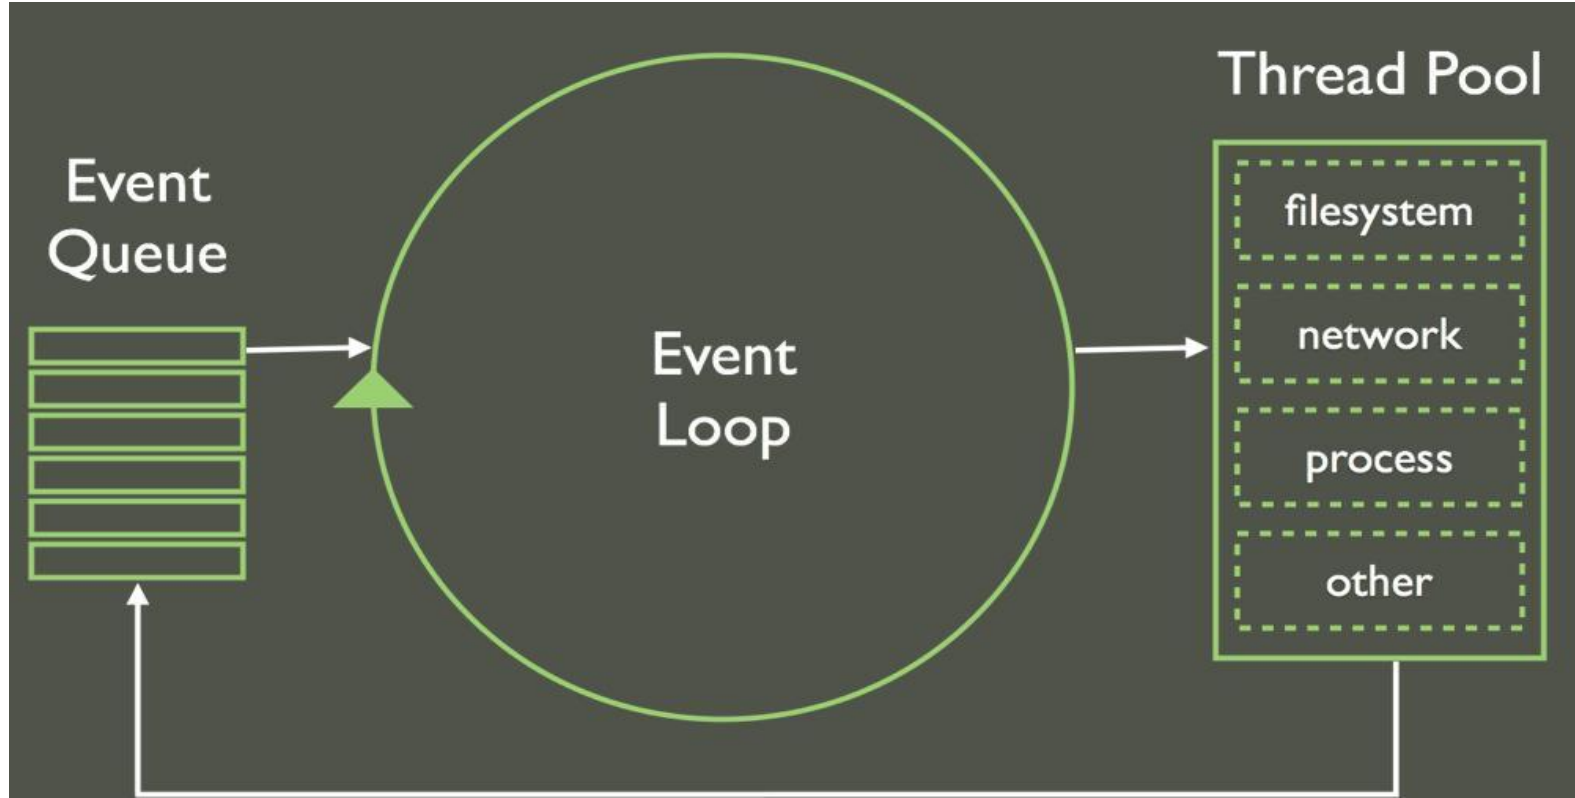 Event
Queue
Event
Loop
Thread Pool
filesystem
network
process
other